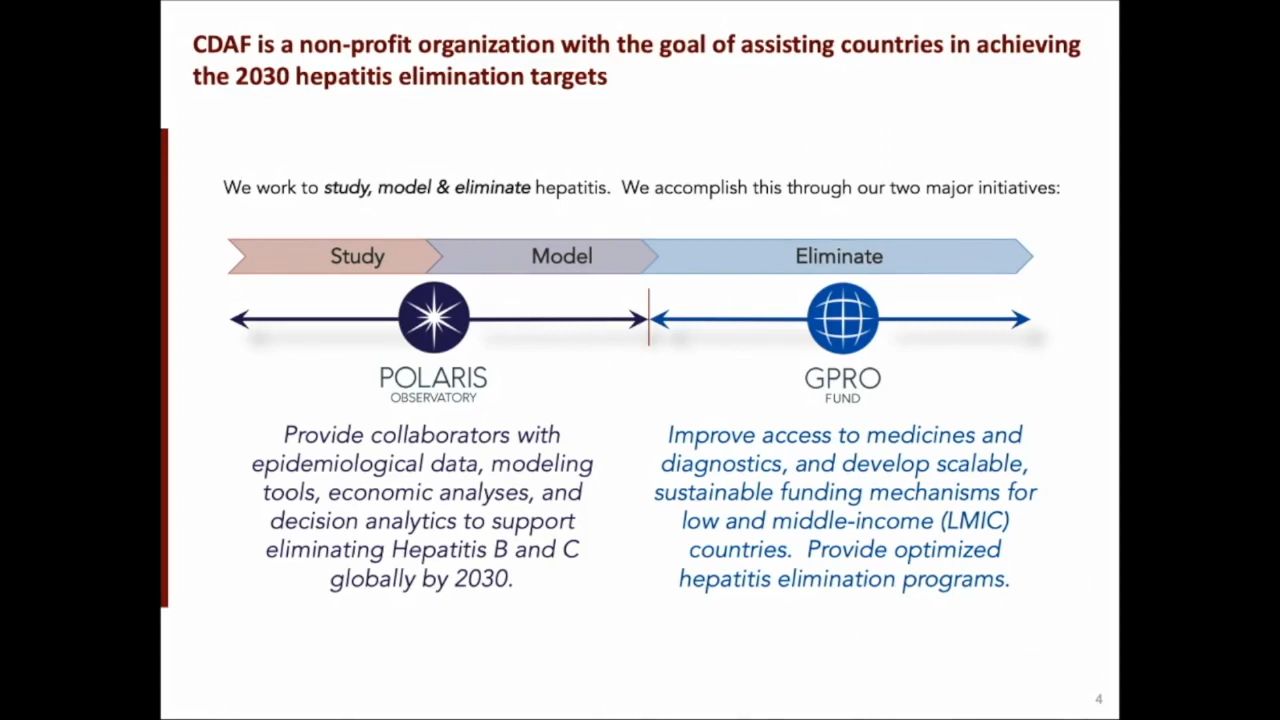 CDAF is a non-profit organization with the goal of assisting countries in achieving
the 2030 hepatitis elimination targets
We work to study, model & eliminate hepatitis. We accomplish this through our two major initiatives:
Study
Model
Eliminate
POLARIS
OBSERVATORY
Provide collaborators with
epidemiological data, modeling
tools, economic analyses, and
decision analytics to support
eliminating Hepatitis B and C
globally by 2030.
GPRO
FUND
Improve access to medicines and
diagnostics, and develop scalable,
sustainable funding mechanisms for
low and middle-income (LMIC)
countries. Provide optimized
hepatitis elimination programs.
4